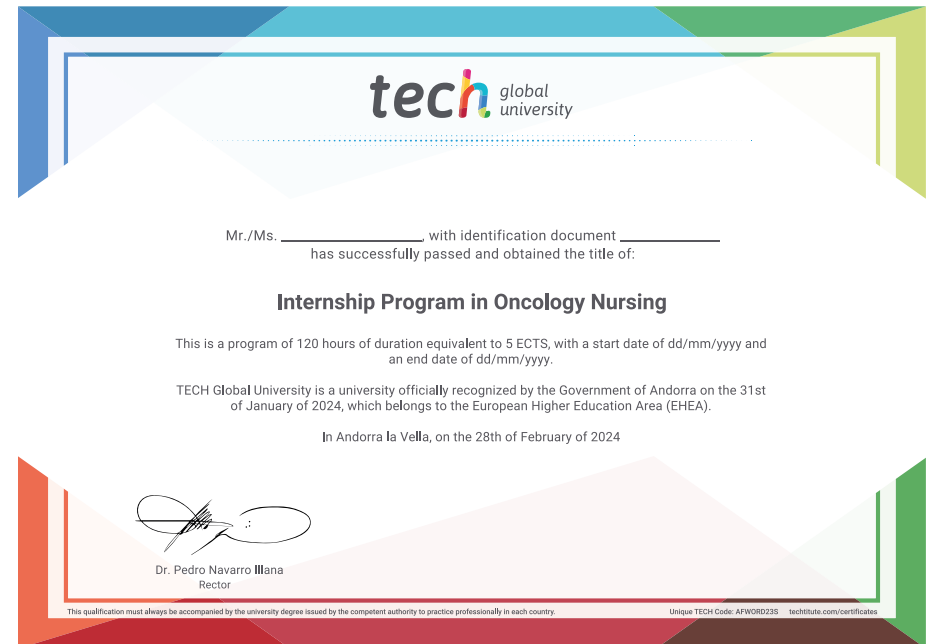 tech global university
Mr./Ms. ____________, with identification document ____________
has successfully passed and obtained the title of:
Internship Program in Oncology Nursing
This is a program of 120 hours of duration equivalent to 5 ECTS, with a start date of dd/mm/yyyy and
an end date of dd/mm/yyyy.
TECH Global University is a university officially recognized by the Government of Andorra on the 31st
of January of 2024, which belongs to the European Higher Education Area (EHEA).
In Andorra la Vella, on the 28th of February of 2024
Dr. Pedro Navarro Illana
Rector
This qualification must always be accompanied by the university degree issued by the competent authority to practice professionally in each country.
Unique TECH Code: AFWORD23S techtitute.com/certificates